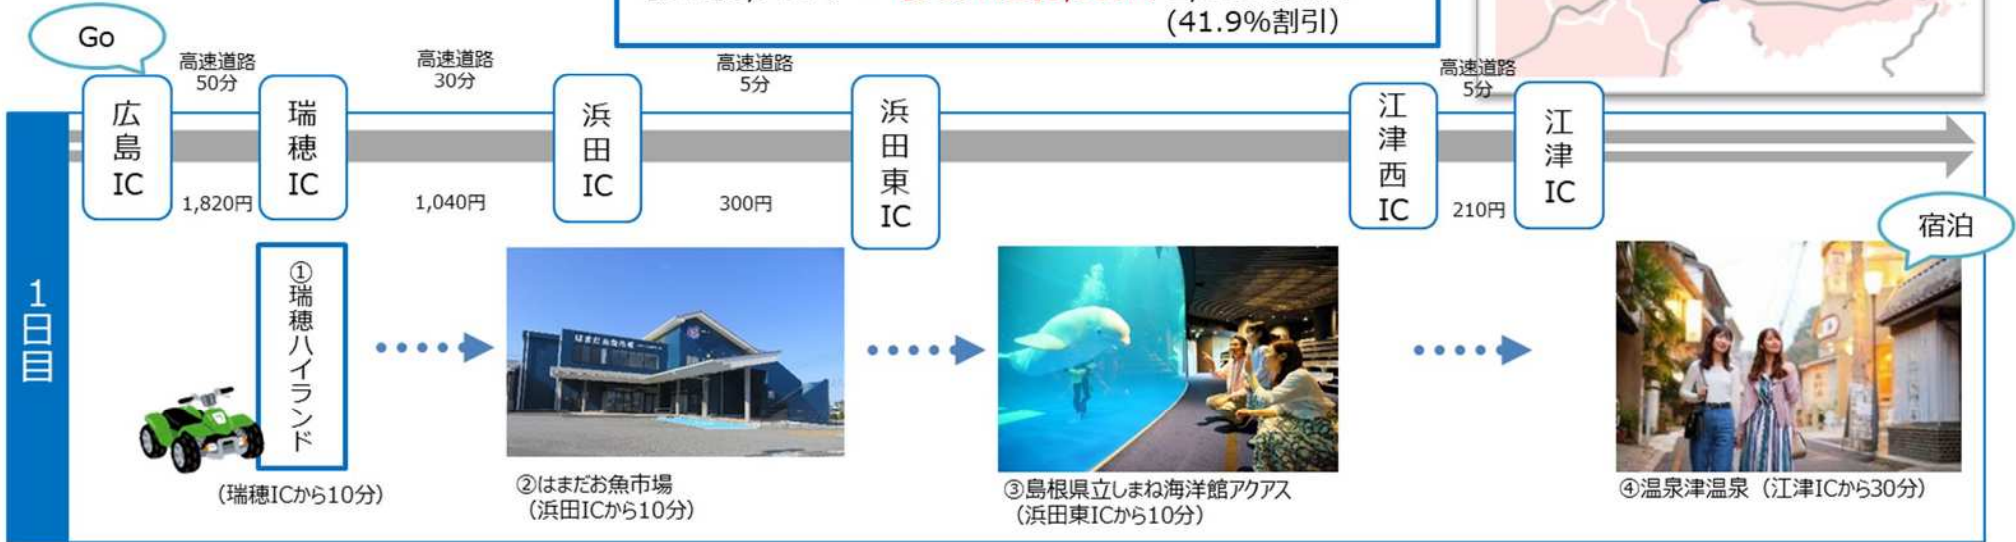 (41.9%割引)
Go
高速道路
50分
高速道路
30分
高速道路
5分
高速道路
5分
広島IC
瑞穂IC
浜田IC
浜田東IC
江津西IC
江津IC
1,820円
1,040円
300円
210円
宿泊
1日目
①瑞穂ハイランド
(瑞穂ICから10分)
はまだお魚市場
②はまだお魚市場
(浜田ICから10分)
③島根県立しまね海洋館アクアス
(浜田東ICから10分)
④温泉津温泉(江津ICから30分)